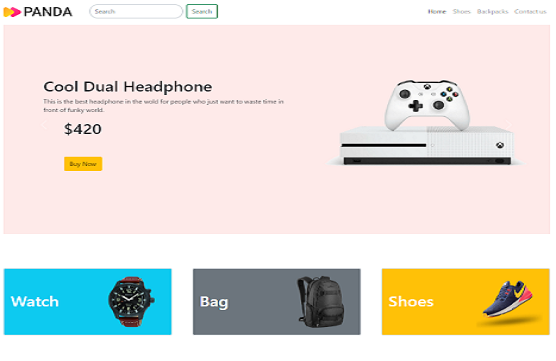 PANDA
Search
Search
Home
Shoes
Backpacks
Contact us
Cool Dual Headphone
This is the best headphone in the wold for people who just want to waste time in
front of funky world.
$420
Buy Now
Watch
Bag
Shoes